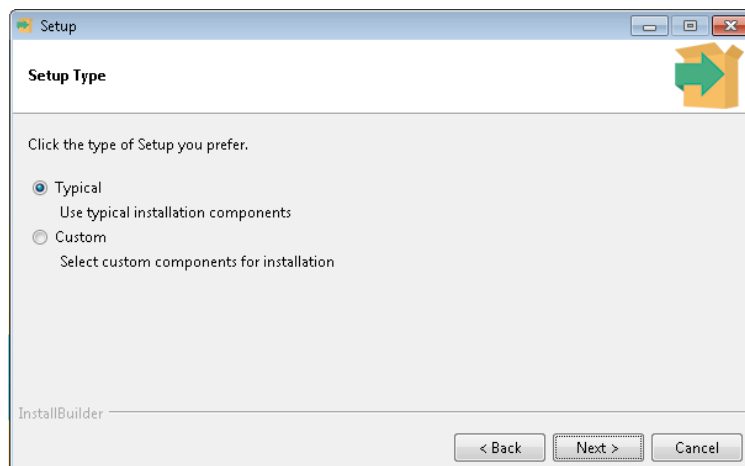 Setup
Setup Type
Click the type of Setup you prefer.
Typical
Use typical installation components
Custom
Select custom components for installation
InstallBuilder
< Back
Next >
Cancel